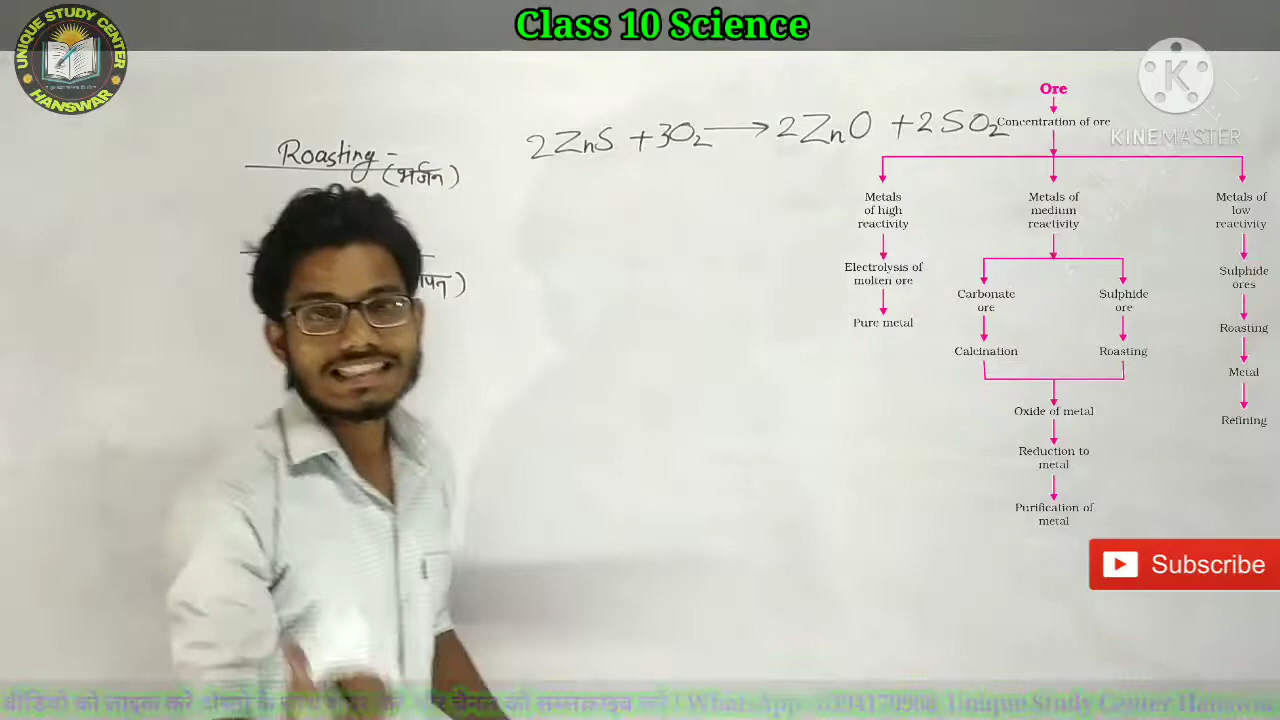 Class 10 Science
UNIQUE STUDY CENTER
HANSWAR
KINEMASTER
Roasting -
(भर्जन)
2ZnS + 3O₂ → 2ZnO + 2SO₂
Ore
Concentration of ore
Metals
of high
reactivity
Electrolysis of
molten ore
Pure metal
Metals of
medium
reactivity
Carbonate
ore
Calcination
Sulphide
ore
Roasting
Oxide of metal
Reduction to
metal
Purification of
metal
Metals of
low
reactivity
Sulphide
ores
Roasting
Metal
Refining
Subscribe
Unique Study Center